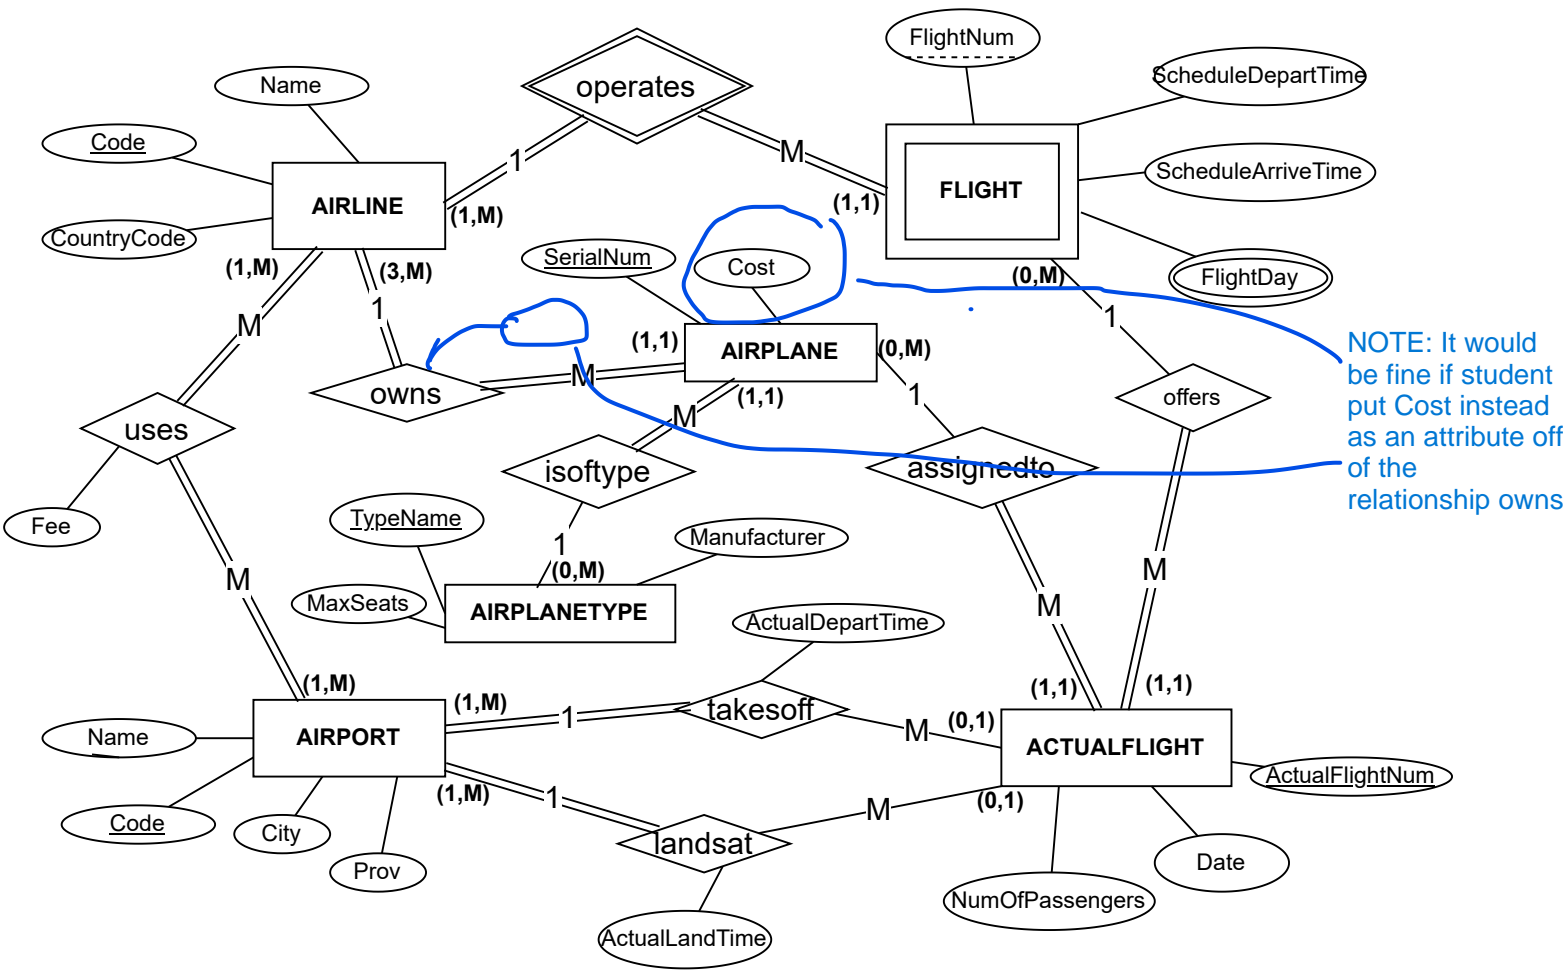 FlightNum
ScheduleDepartTime
Name
operates
Code
1
M
ScheduleArriveTime
FLIGHT
AIRLINE
(1,M)
(1,1)
CountryCode
SerialNum
Cost
(1,M)
(3,M)
(0,M)
FlightDay
1
M
1
(1,1)
AIRPLANE
(0,M)
NOTE: It would
be fine if student
put Cost instead
as an attribute off
of the
relationship owns
M
owns
(1,1)
1
offers
M
uses
isoftype
assignedto
TypeName
Fee
Manufacturer
1
(0,M)
M
M
MaxSeats
AIRPLANETYPE
M
ActualDepartTime
(1,M)
(1,1)
(1,1)
(1,M)
takesoff
1
M
(0,1)
Name
AIRPORT
ACTUALFLIGHT
ActualFlightNum
(1,M)
1
M
(0,1)
Code
City
landsat
Prov
Date
NumOfPassengers
ActualLandTime